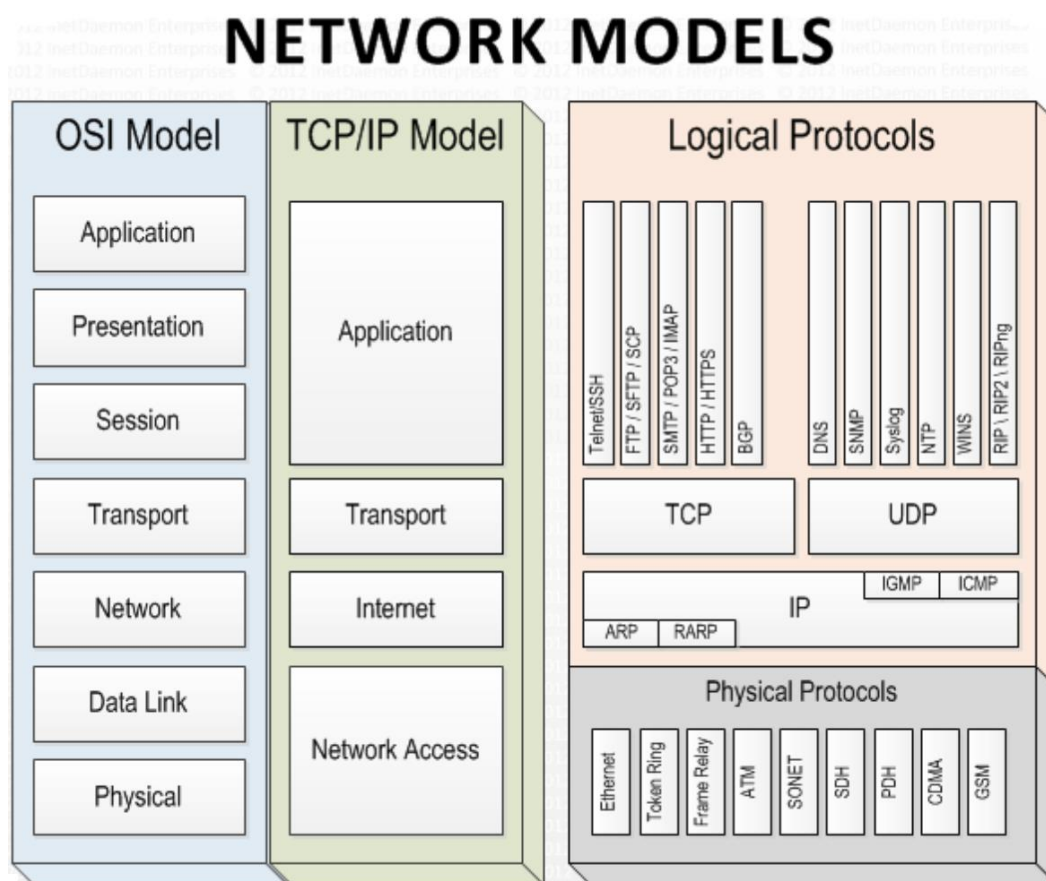 NETWORK MODELS
OSI Model
Application
Presentation
Session
Transport
Network
Data Link
Physical
TCP/IP Model
Application
Transport
Internet
Network Access
Logical Protocols
Telnet/SSH
FTP / SFTP / SCP
SMTP / POP3 / IMAP
HTTP / HTTPS
BGP
DNS
SNMP
Syslog
NTP
WINS
RIP \ RIP2 \ RIPng
TCP
UDP
IGMP
ICMP
IP
ARP
RARP
Physical Protocols
Ethernet
Token Ring
Frame Relay
ATM
SONET
SDH
PDH
CDMA
GSM
© 2012 InetDaemon Enterprises